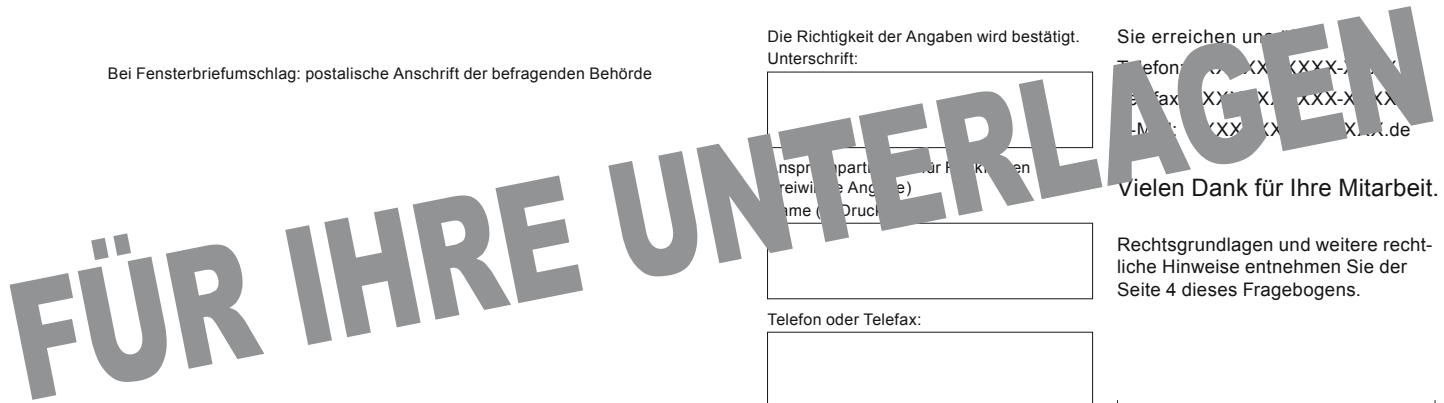 Bei Fensterbriefumschlag: postalische Anschrift der befragenden Behörde
Die Richtigkeit der Angaben wird bestätigt.
Unterschrift:
für
Telefon oder Telefax:
Sie erreichen
Vielen Dank für Ihre Mitarbeit.
Rechtsgrundlagen und weitere recht-
liche Hinweise entnehmen Sie der
Seite 4 dieses Fragebogens.
FÜR IHRE UNTERLAGEN